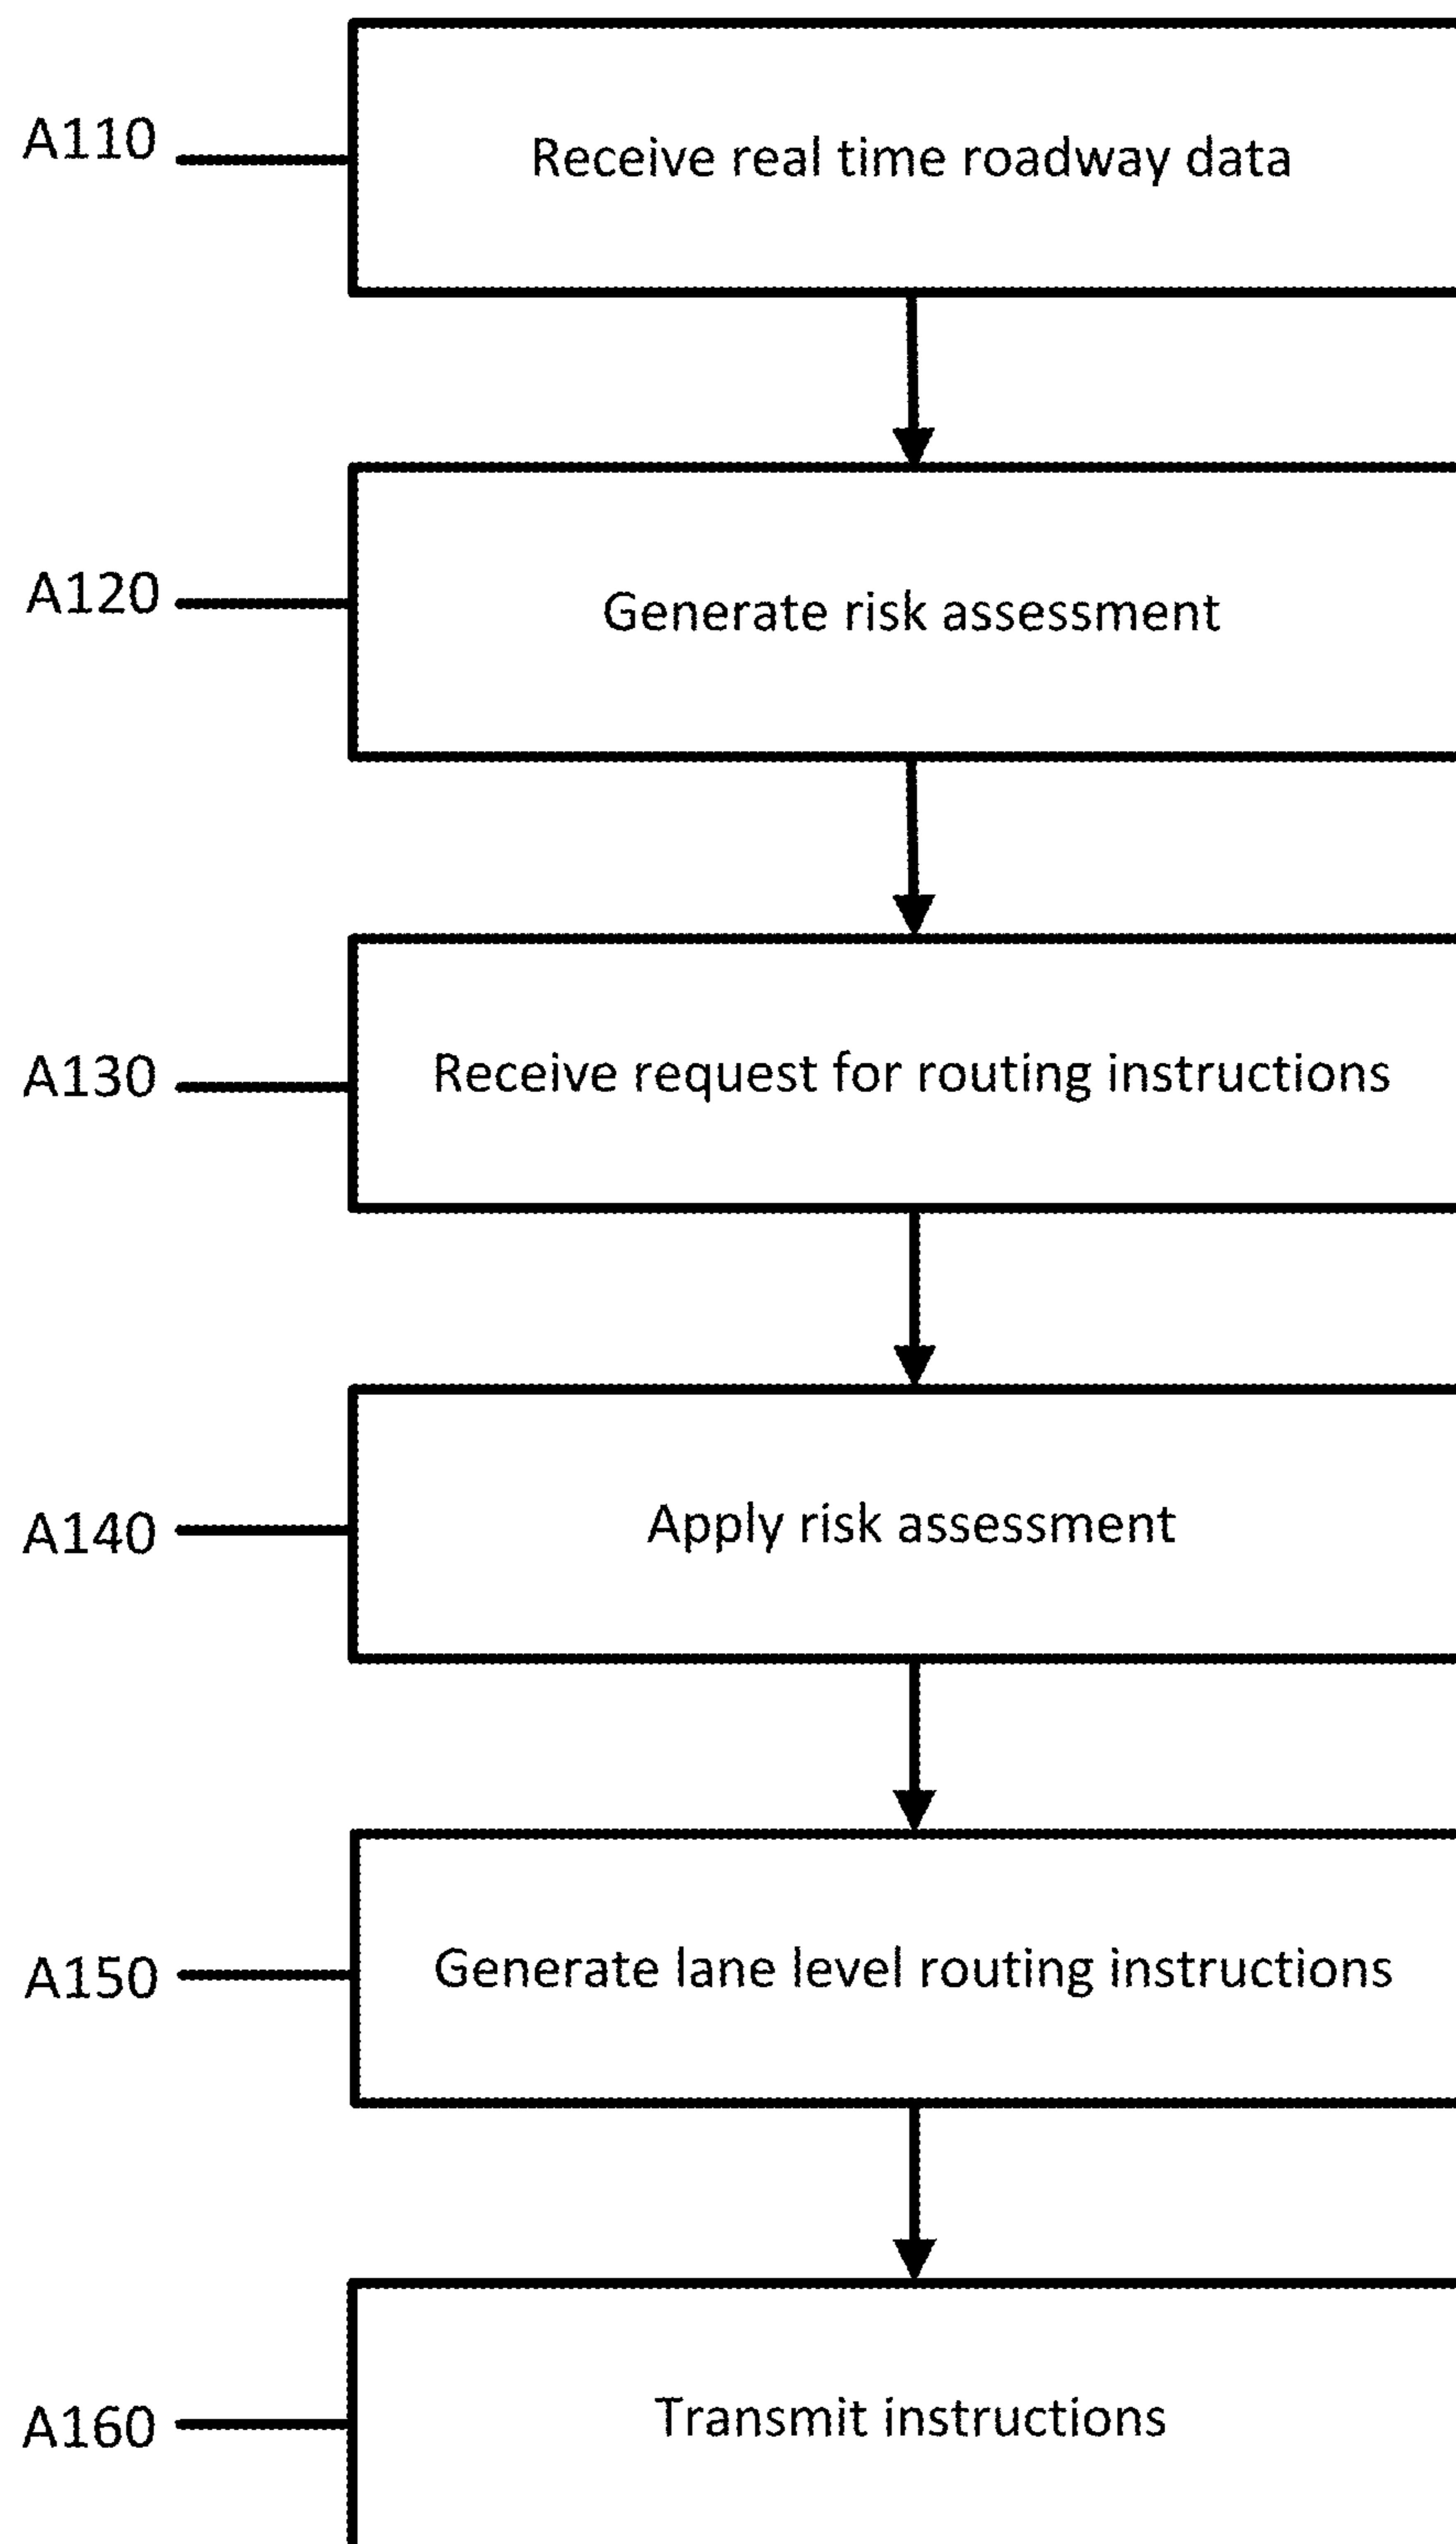 A110 Receive real time roadway data
A120 Generate risk assessment
A130 Receive request for routing instructions
A140 Apply risk assessment
A150 Generate lane level routing instructions
A160 Transmit instructions